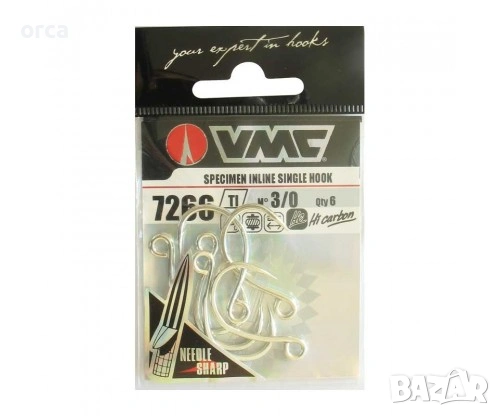 orca
your expert in hooks
VMC
SPECIMEN INLINE SINGLE HOOK
7266 TI Nº 3/0 Qty 6
Hi carbon
NEEDLE
SHARP
BAZAR